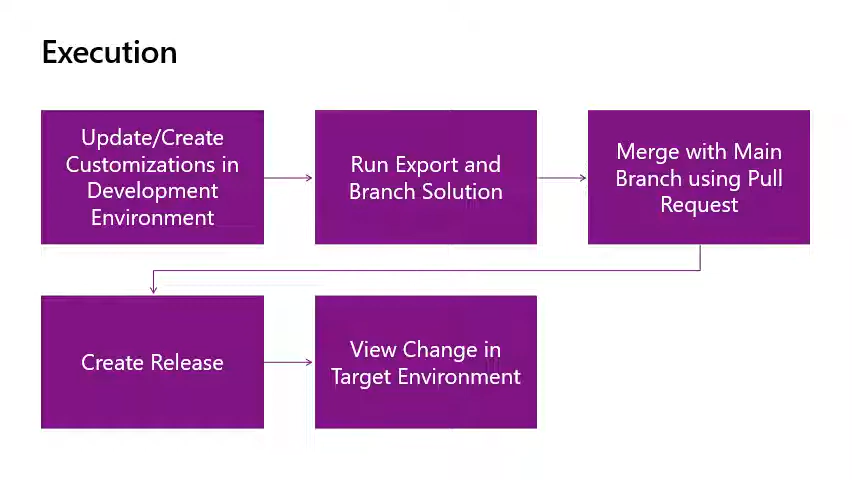 Execution
Update/Create
Customizations in
Development
Environment
Run Export and
Branch Solution
Merge with Main
Branch using Pull
Request
Create Release
View Change in
Target Environment